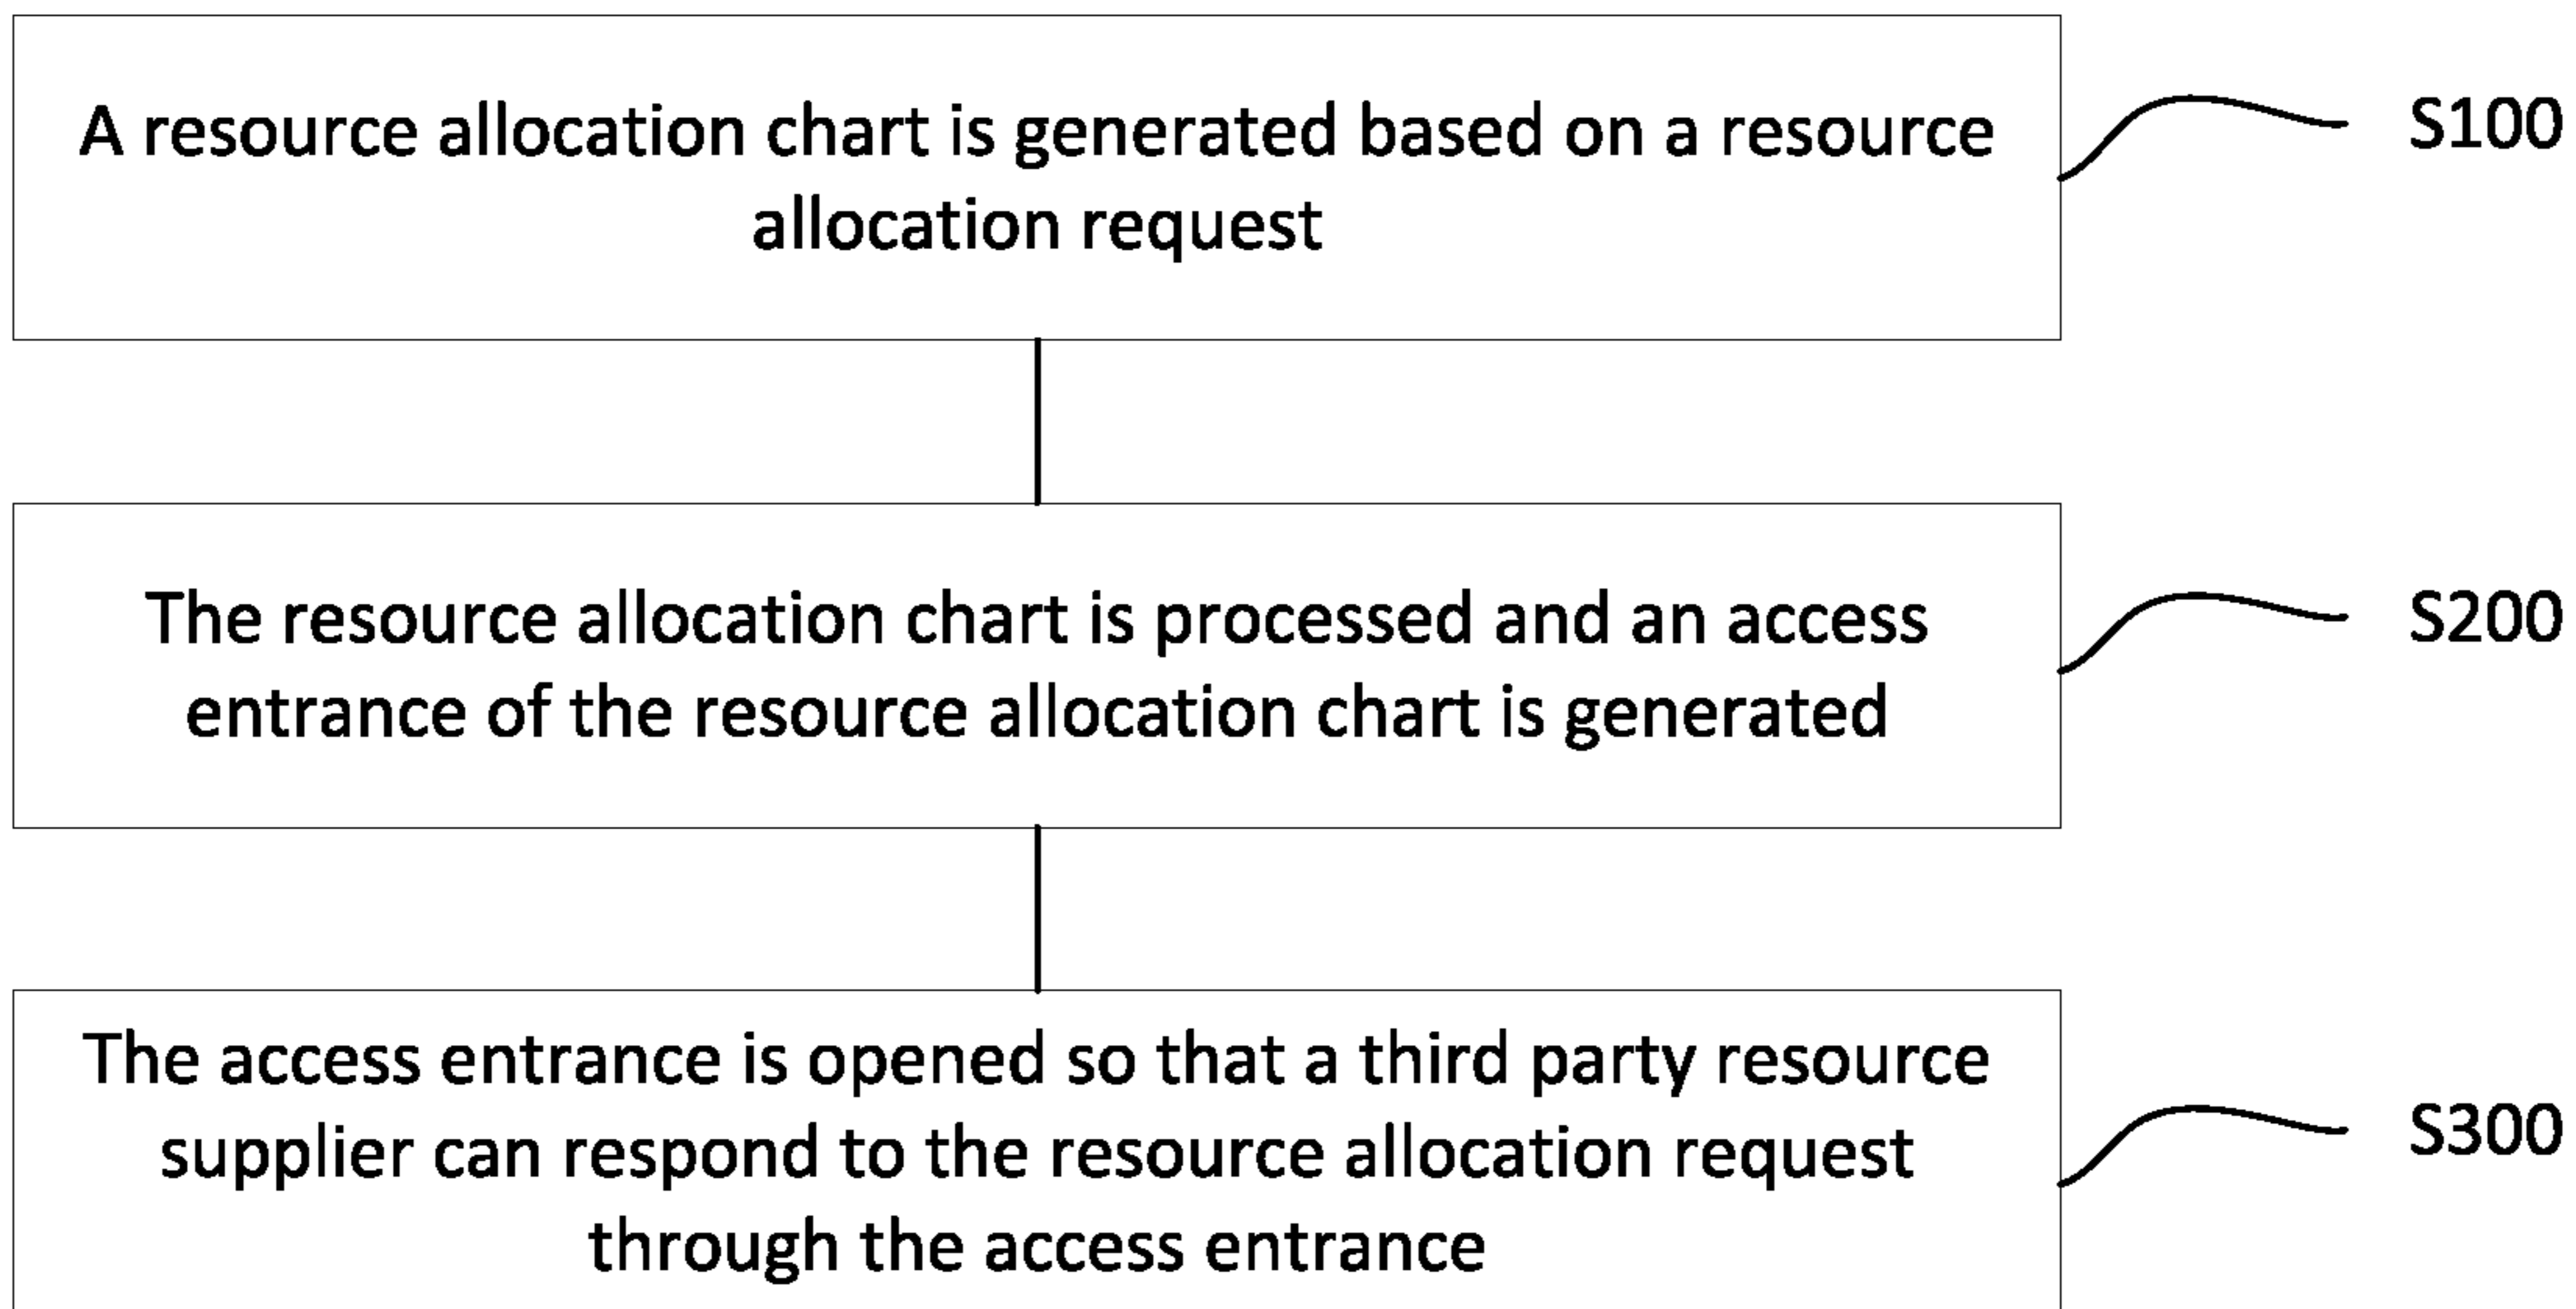 A resource allocation chart is generated based on a resource
allocation request
S100
The resource allocation chart is processed and an access
entrance of the resource allocation chart is generated
S200
The access entrance is opened so that a third party resource
supplier can respond to the resource allocation request
through the access entrance
S300